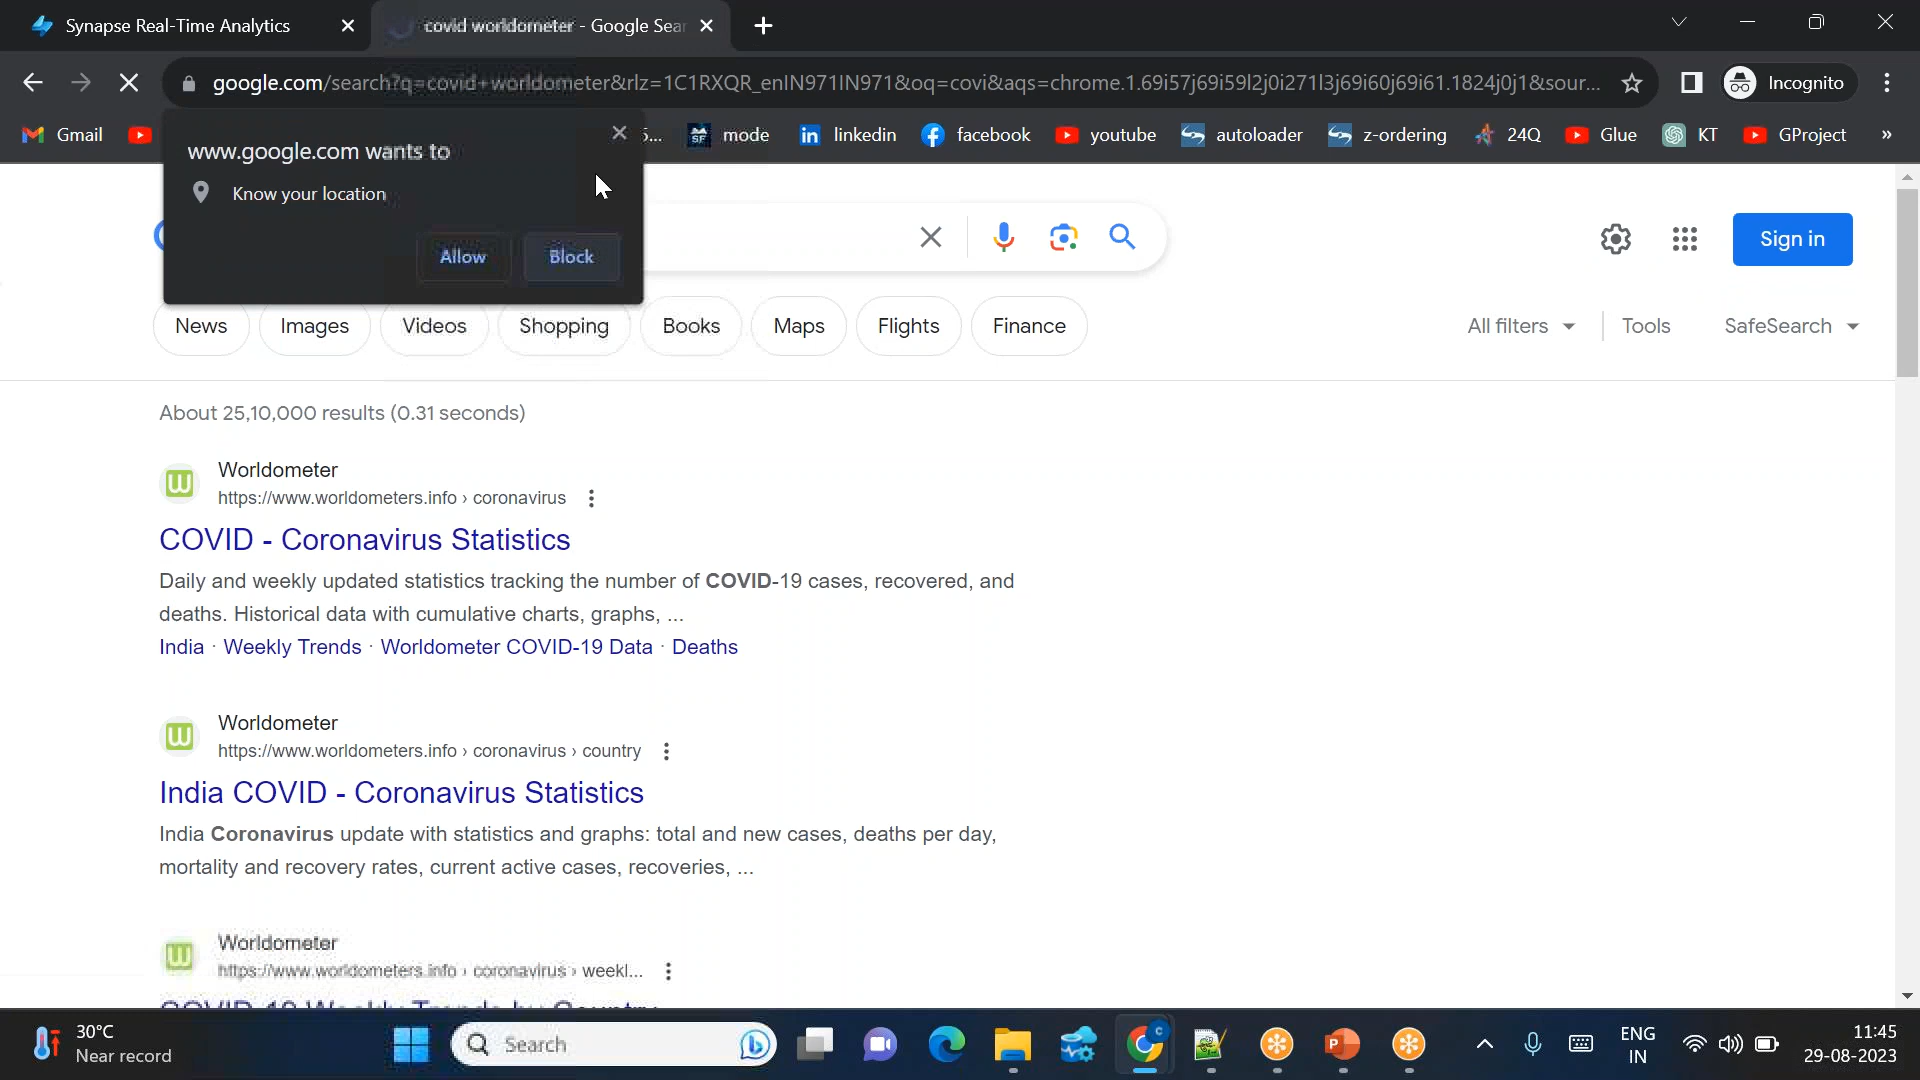 Synapse Real-Time Analytics
covid worldometer - Google Sear
google.com/search?q=covid+worldometer&rlz=1C1RXQR_enIN971IN971&oq=covi&aqs=chrome.1.69i57j69i59l2j0i271l3j69i60j69i61.1824j0j1&sour...
Incognito
Gmail
mode
linkedin
facebook
youtube
autoloader
z-ordering
24Q
Glue
KT
GProject
»
www.google.com wants to
Know your location
Allow
Block
Sign in
News
Images
Videos
Shopping
Books
Maps
Flights
Finance
All filters
Tools
SafeSearch
About 25,10,000 results (0.31 seconds)
Worldometer
https://www.worldometers.info › coronavirus
COVID - Coronavirus Statistics
Daily and weekly updated statistics tracking the number of COVID-19 cases, recovered, and
deaths. Historical data with cumulative charts, graphs, ...
India · Weekly Trends · Worldometer COVID-19 Data · Deaths
Worldometer
https://www.worldometers.info › coronavirus › country
India COVID - Coronavirus Statistics
India Coronavirus update with statistics and graphs: total and new cases, deaths per day,
mortality and recovery rates, current active cases, recoveries, ...
Worldometer
https://www.worldometers.info › coronavirus › weekl...
COVID-19 Weekly Trends by Country
30°C
Near record
Search
ENG
IN
11:45
29-08-2023